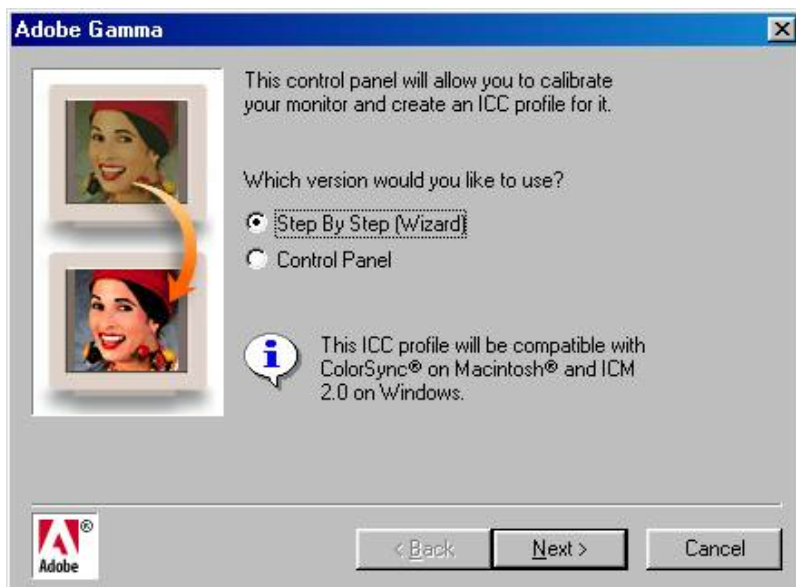 Adobe Gamma
This control panel will allow you to calibrate
your monitor and create an ICC profile for it.
Which version would you like to use?
Step By Step (Wizard)
Control Panel
This ICC profile will be compatible with
ColorSync® on Macintosh® and ICM
2.0 on Windows.
®
Adobe
< Back Next > Cancel